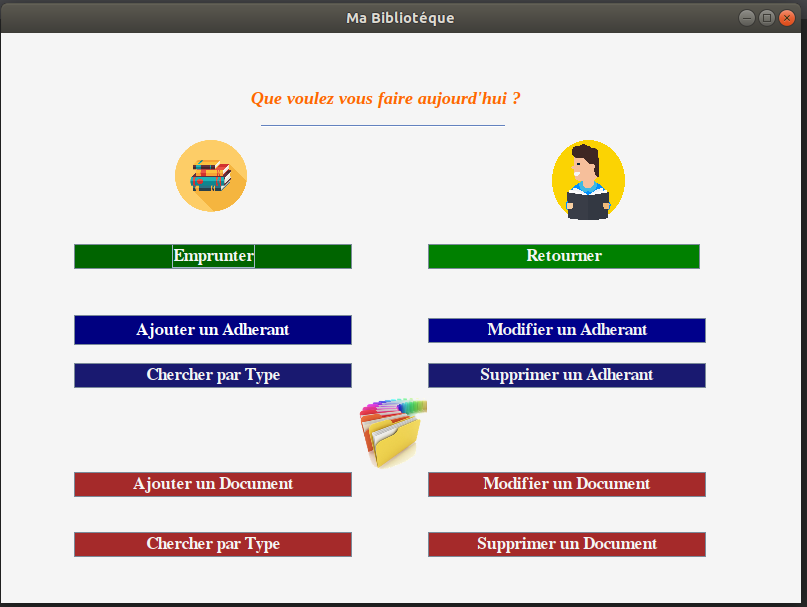 Ma Bibliotéque
Que voulez vous faire aujourd'hui ?
Emprunter
Retourner
Ajouter un Adherant
Modifier un Adherant
Chercher par Type
Supprimer un Adherant
Ajouter un Document
Modifier un Document
Chercher par Type
Supprimer un Document